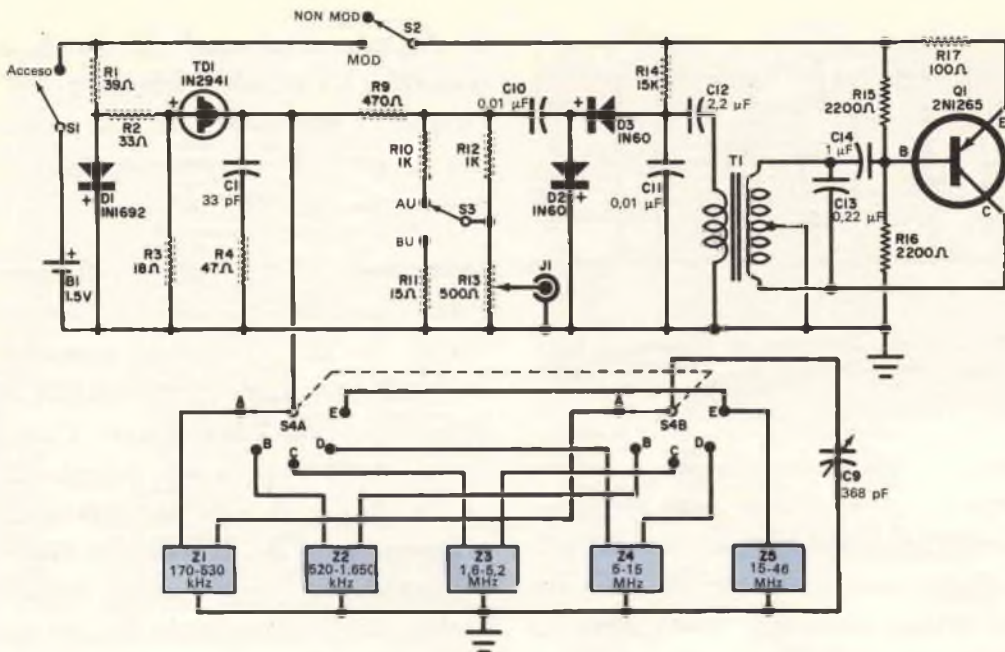 NON MOD
S2
MOD
Acceso
S1
R1
39Ω
R2
33Ω
TD1
1N2941
+
R9
470Ω
C10
0,01 µF
+
D3
1N60
R14
15K
C12
2,2 µF
R17
100Ω
R15
2200Ω
Q1
2N1265
E
B
C
C14
1 µF
T1
C13
0,22 µF
R16
2200Ω
D1
1N1692
+
C1
33 pF
R10
1K
R12
1K
AU
S3
BU
D2
1N60
+
C11
0,01 µF
B1
1.5V
+
R3
18Ω
R4
47Ω
R11
15Ω
R13
500Ω
J1
A
S4A
E
B
C
D
A
S4B
E
B
C
D
C9
368 pF
Z1
170-530
kHz
Z2
520-1.650
kHz
Z3
1,6-5,2
MHz
Z4
5-15
MHz
Z5
15-46
MHz